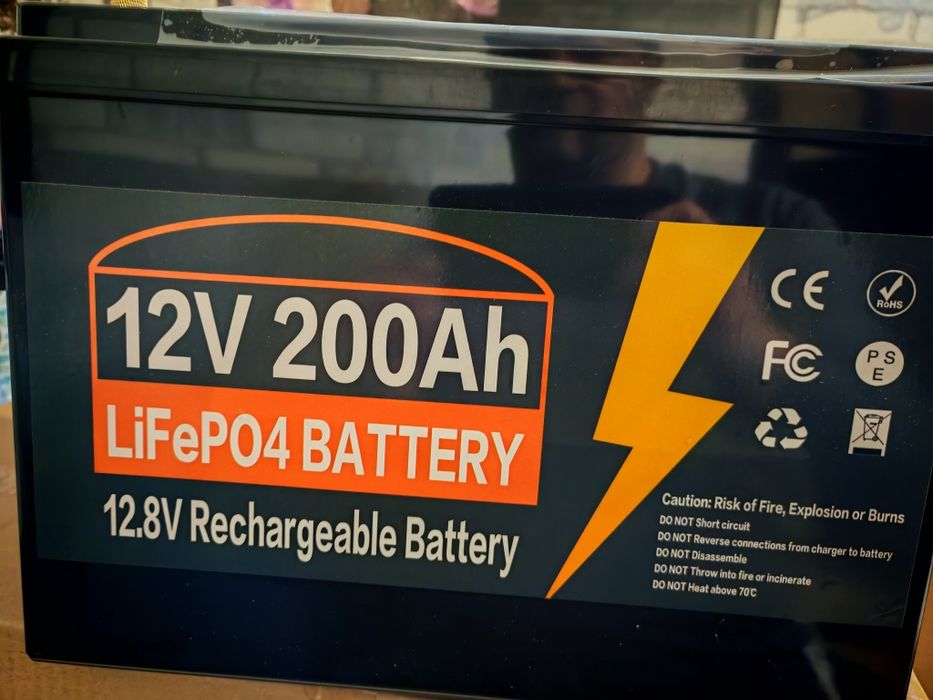 12V 200Ah
LiFePO4 BATTERY
12.8V Rechargeable Battery
CE
RoHS
FC
PS
E
Caution: Risk of Fire, Explosion or Burns
DO NOT Short circuit
DO NOT Reverse connections from charger to battery
DO NOT Disassemble
DO NOT Throw into fire or incinerate
DO NOT Heat above 70℃